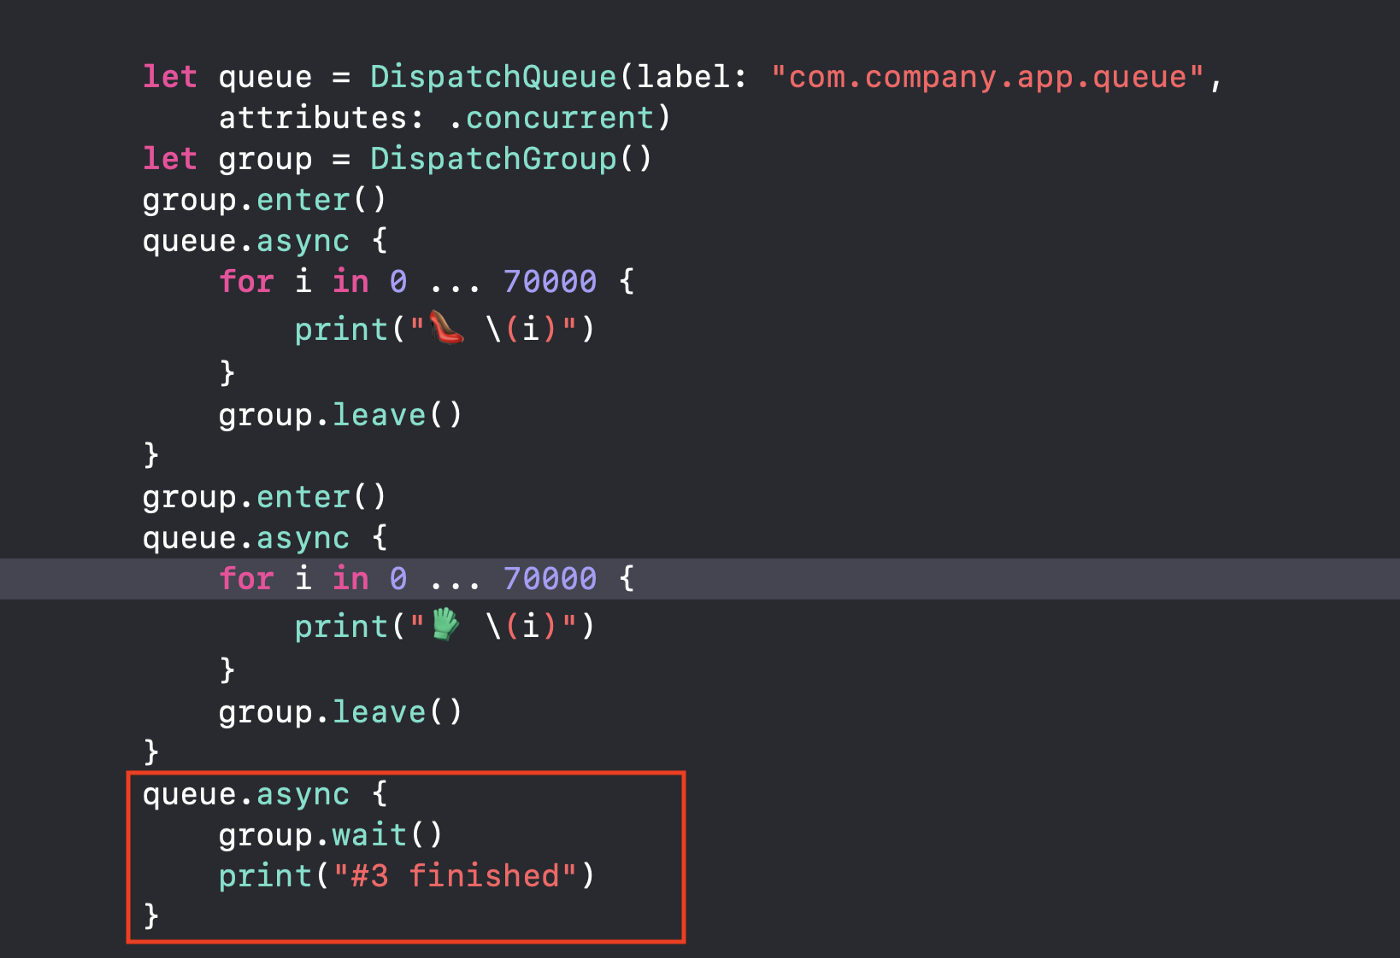 let queue = DispatchQueue(label: "com.company.app.queue",
    attributes: .concurrent)
let group = DispatchGroup()
group.enter()
queue.async {
    for i in 0 ... 70000 {
        print("👠 \(i)")
    }
    group.leave()
}
group.enter()
queue.async {
    for i in 0 ... 70000 {
        print("🧤 \(i)")
    }
    group.leave()
}
queue.async {
    group.wait()
    print("#3 finished")
}